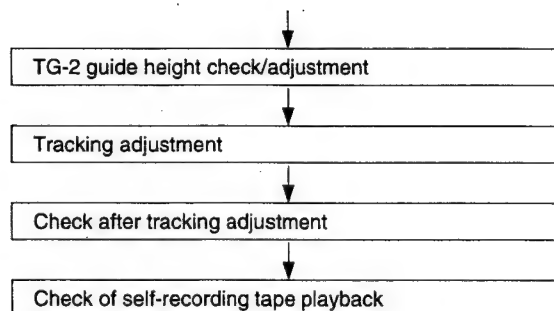 TG-2 guide height check/adjustment
Tracking adjustment
Check after tracking adjustment
Check of self-recording tape playback